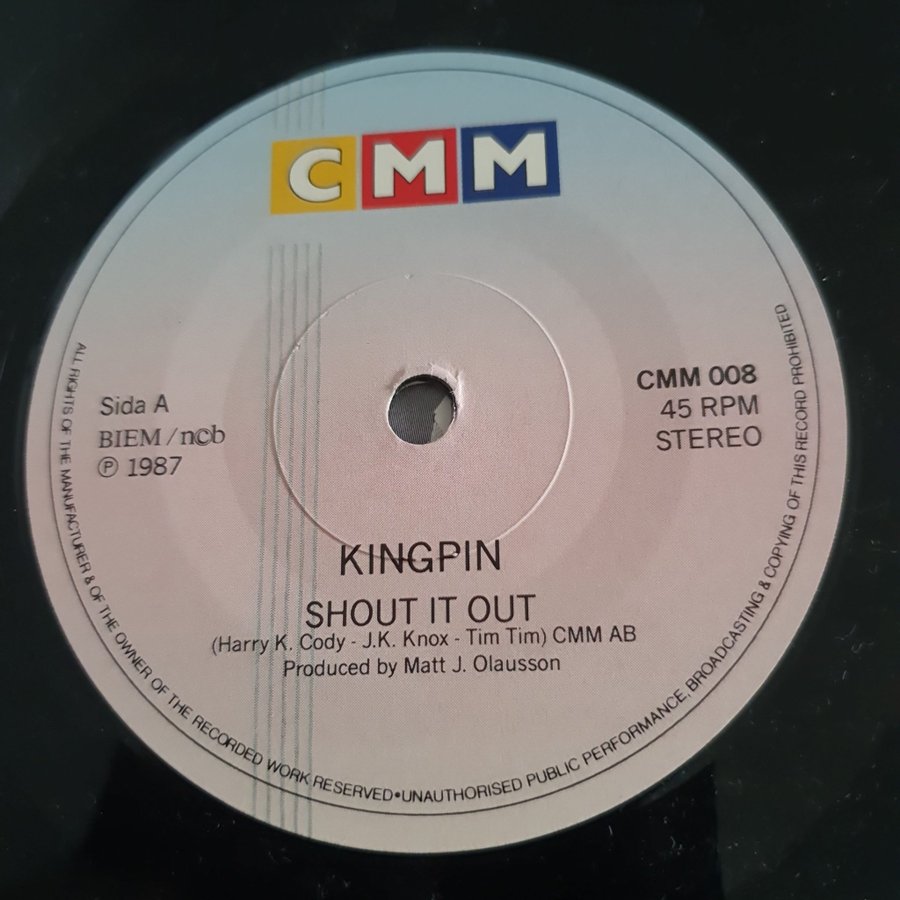 CMM
Sida A
BIEM/ncb
℗ 1987
CMM 008
45 RPM
STEREO
KINGPIN
SHOUT IT OUT
(Harry K. Cody - J.K. Knox - Tim Tim) CMM AB
Produced by Matt J. Olausson
ALL RIGHTS OF THE MANUFACTURER & OF THE OWNER OF THE RECORDED WORK RESERVED•UNAUTHORISED PUBLIC PERFORMANCE, BROADCASTING & COPYING OF THIS RECORD PROHIBITED